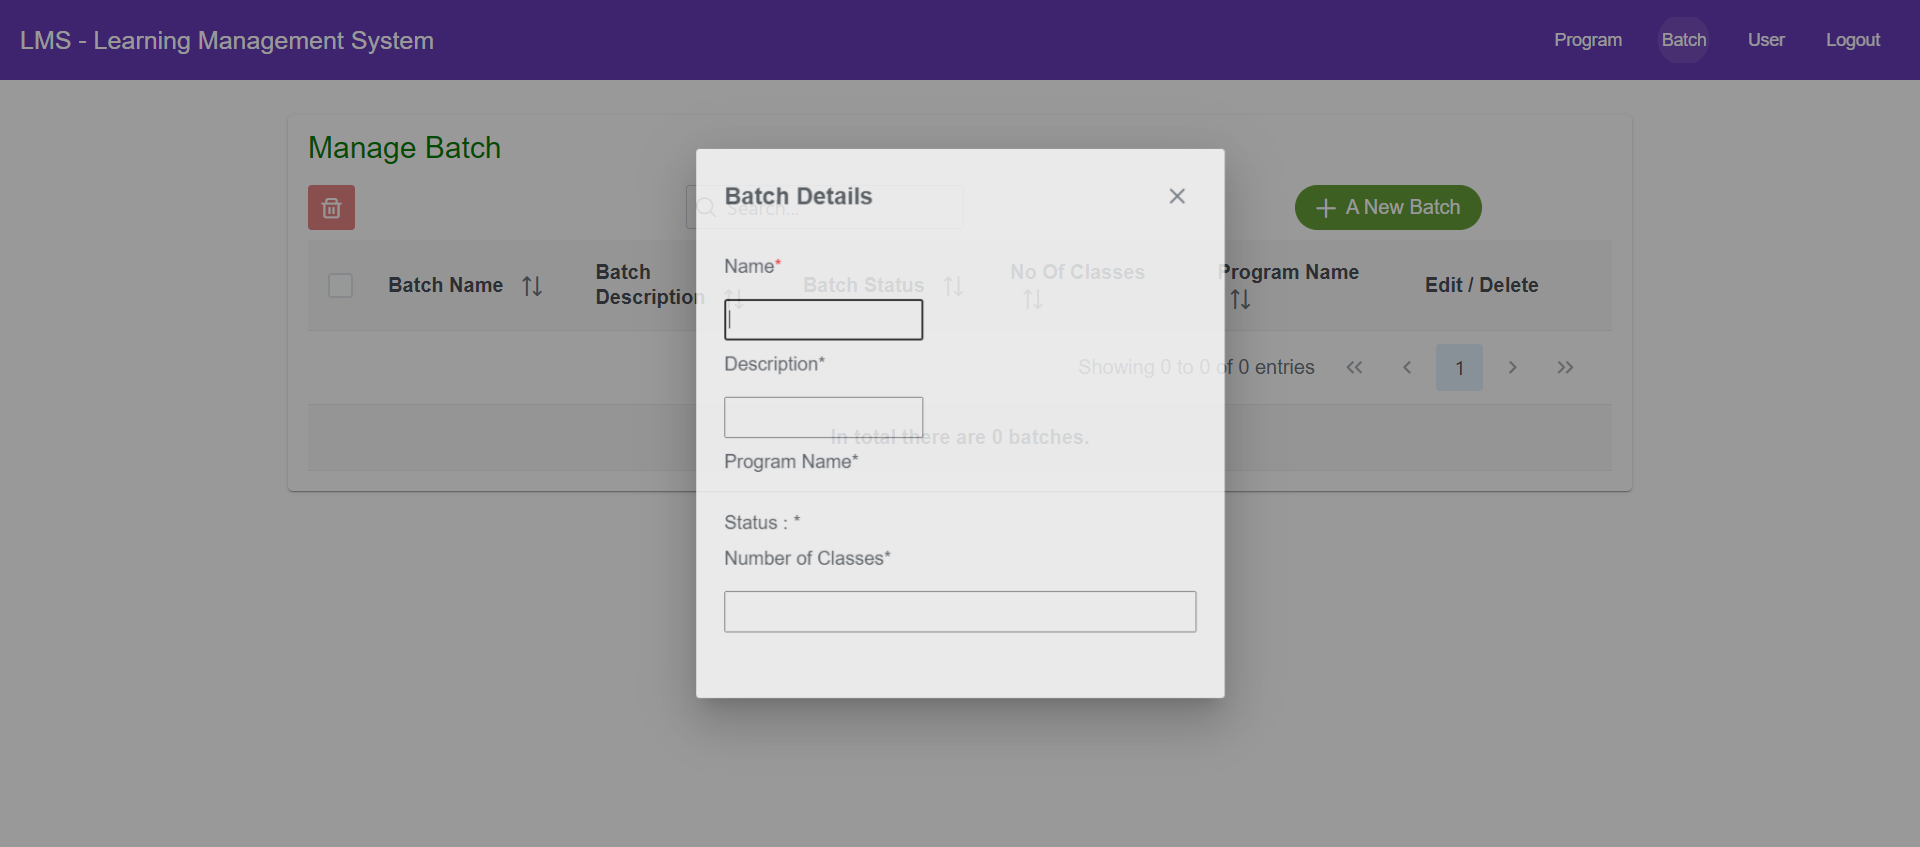 LMS - Learning Management System
Program
Batch
User
Logout
Manage Batch
Search...
A New Batch
Batch Name
Batch
Description
Batch Status
No Of Classes
Program Name
Edit / Delete
Showing 0 to 0 of 0 entries
1
In total there are 0 batches.
Batch Details
Name*
Description*
Program Name*
Status : *
Number of Classes*